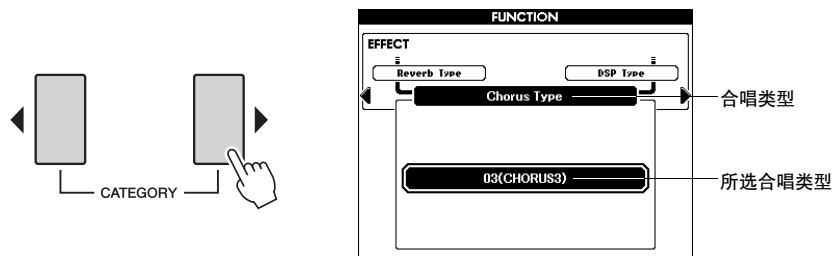 CATEGORY
FUNCTION
EFFECT
Reverb Type
DSP Type
Chorus Type
合唱类型
03(CHORUS3)
所选合唱类型